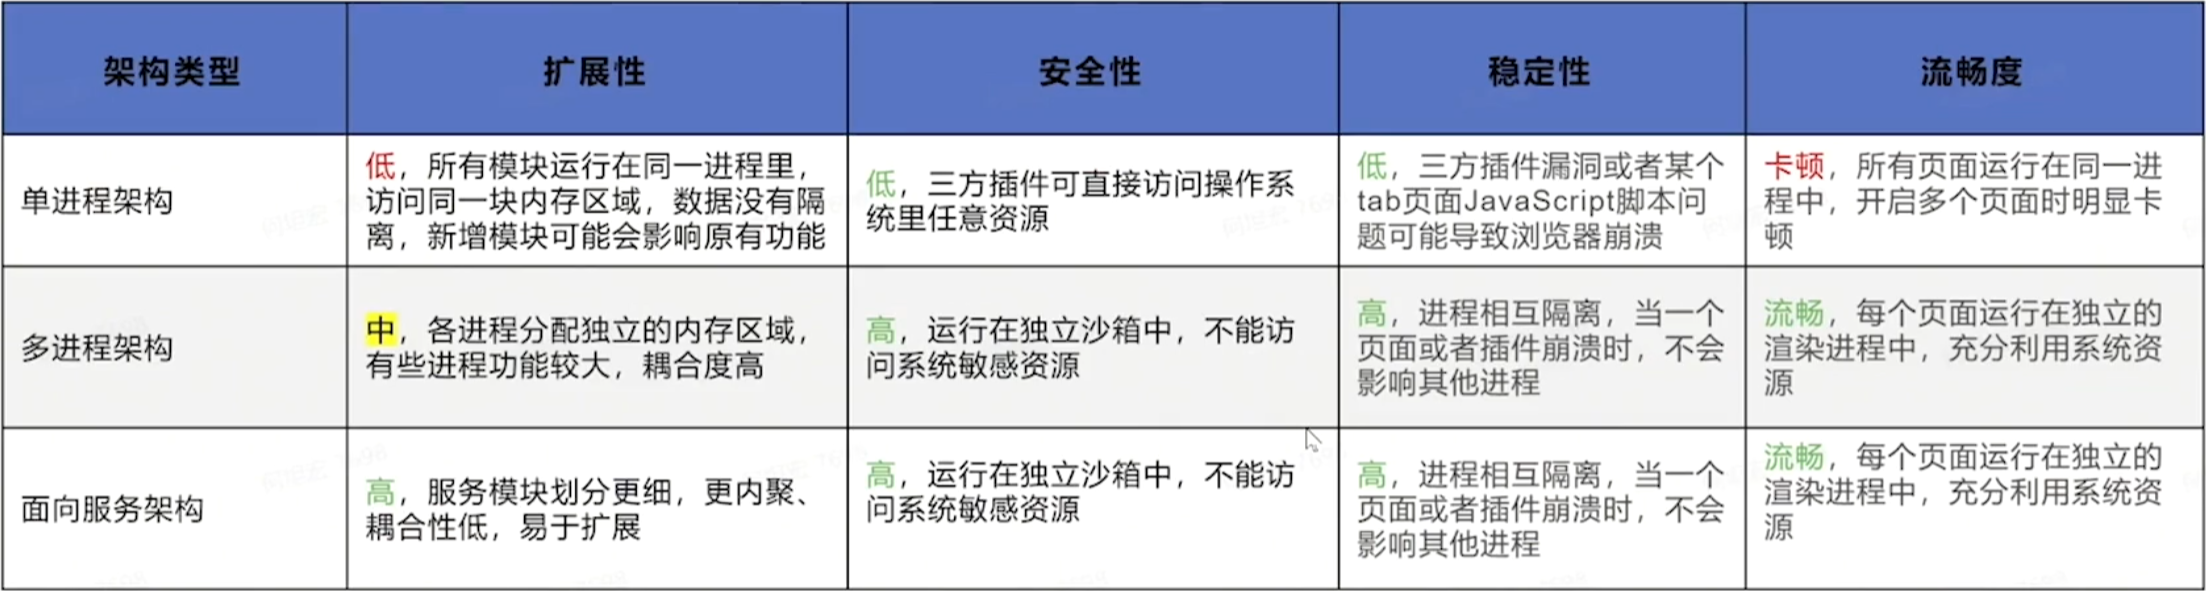 架构类型
扩展性
安全性
稳定性
流畅度
单进程架构
低，所有模块运行在同一进程里，
访问同一块内存区域，数据没有隔
离，新增模块可能会影响原有功能
低，三方插件可直接访问操作系
统里任意资源
低，三方插件漏洞或者某个
tab页面JavaScript脚本问
题可能导致浏览器崩溃
卡顿，所有页面运行在同一进
程中，开启多个页面时明显卡
顿
多进程架构
中，各进程分配独立的内存区域，
有些进程功能较大，耦合度高
高，运行在独立沙箱中，不能访
问系统敏感资源
高，进程相互隔离，当一个
页面或者插件崩溃时，不会
影响其他进程
流畅，每个页面运行在独立的
渲染进程中，充分利用系统资
源
面向服务架构
高，服务模块划分更细，更内聚、
耦合性低，易于扩展
高，运行在独立沙箱中，不能访
问系统敏感资源
高，进程相互隔离，当一个
页面或者插件崩溃时，不会
影响其他进程
流畅，每个页面运行在独立的
渲染进程中，充分利用系统资
源